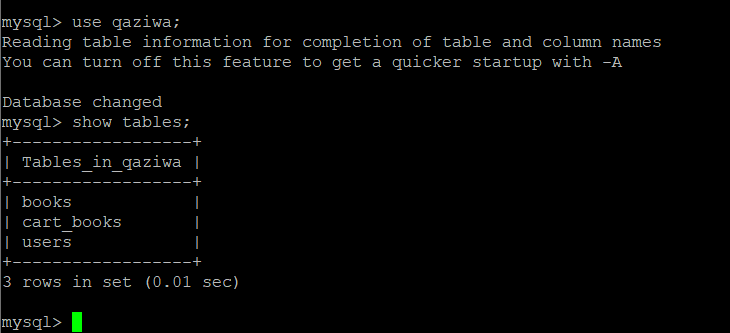 mysql> use qaziwa;
Reading table information for completion of table and column names
You can turn off this feature to get a quicker startup with -A
Database changed
mysql> show tables;
+------------------+
| Tables_in_qaziwa |
+------------------+
| books            |
| cart_books       |
| users            |
+------------------+
3 rows in set (0.01 sec)
mysql>